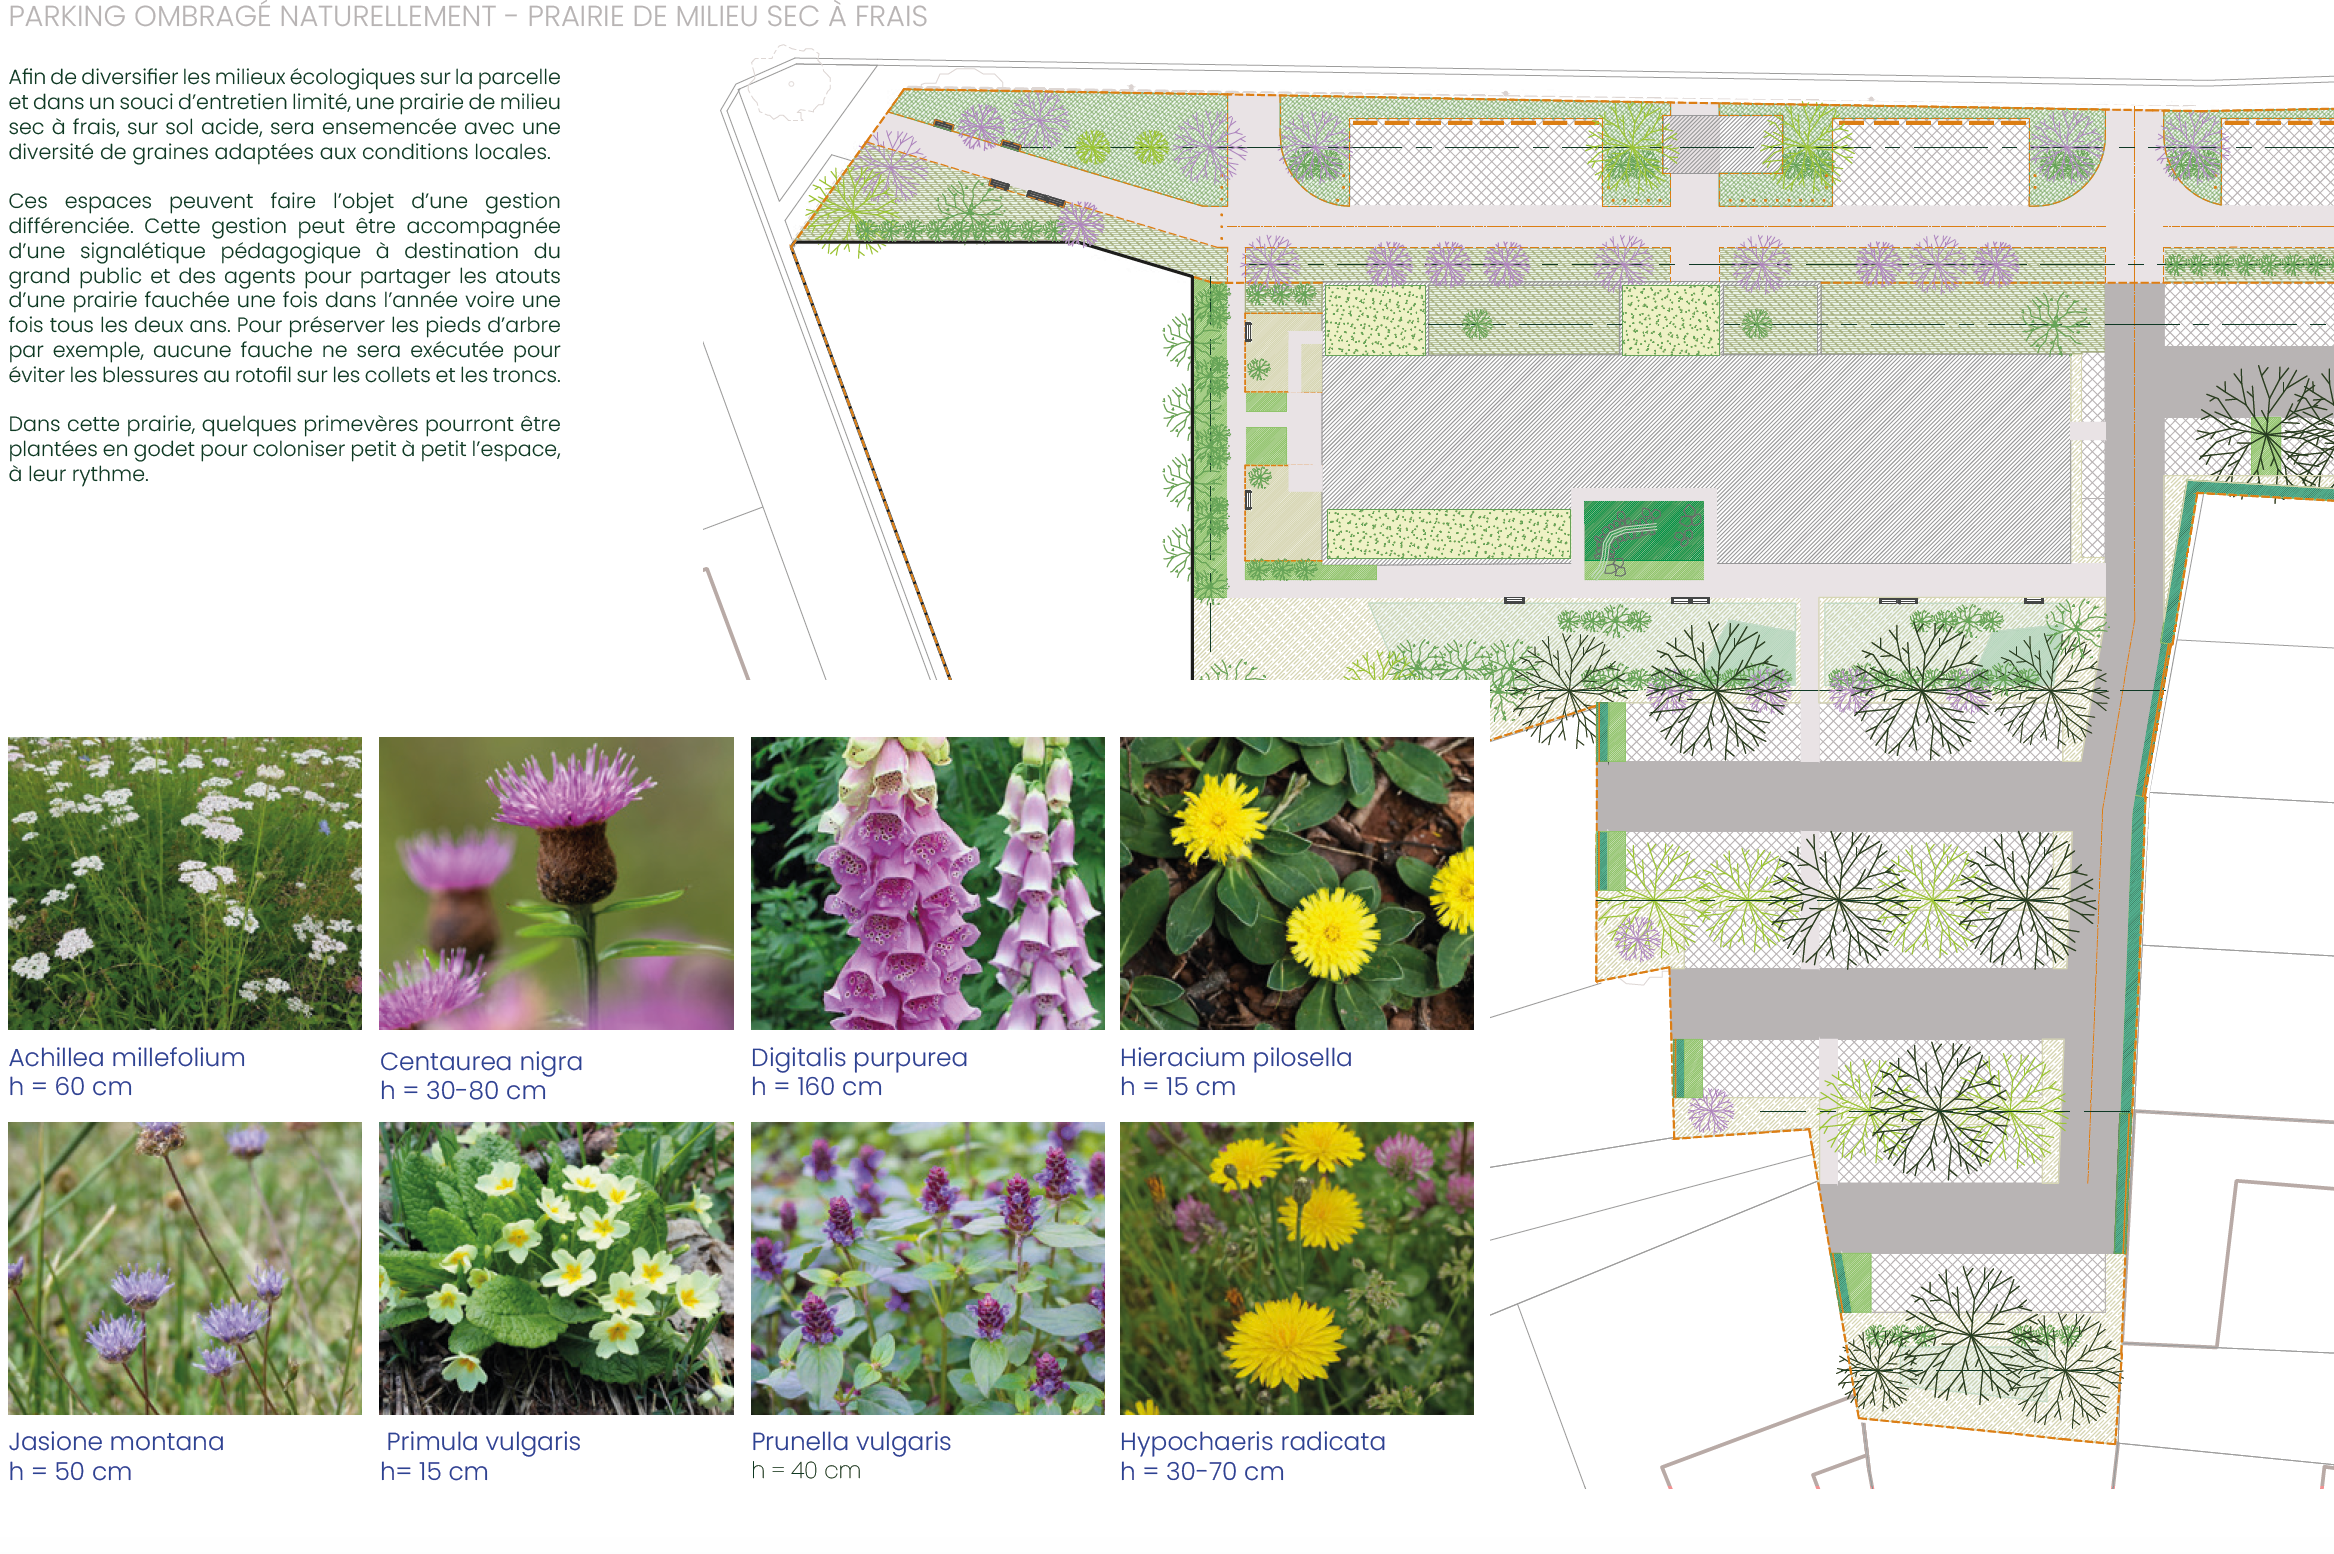 PARKING OMBRAGÉ NATURELLEMENT - PRAIRIE DE MILIEU SEC À FRAIS
Afin de diversifier les milieux écologiques sur la parcelle
et dans un souci d'entretien limité, une prairie de milieu
sec à frais, sur sol acide, sera ensemencée avec une
diversité de graines adaptées aux conditions locales.
Ces espaces peuvent faire l'objet d'une gestion
différenciée. Cette gestion peut être accompagnée
d'une signalétique pédagogique à destination du
grand public et des agents pour partager les atouts
d'une prairie fauchée une fois dans l'année voire une
fois tous les deux ans. Pour préserver les pieds d'arbre
par exemple, aucune fauche ne sera exécutée pour
éviter les blessures au rotofil sur les collets et les troncs.
Dans cette prairie, quelques primevères pourront être
plantées en godet pour coloniser petit à petit l'espace,
à leur rythme.
Achillea millefolium
h = 60 cm
Centaurea nigra
h = 30-80 cm
Digitalis purpurea
h = 160 cm
Hieracium pilosella
h = 15 cm
Jasione montana
h = 50 cm
Primula vulgaris
h= 15 cm
Prunella vulgaris
h = 40 cm
Hypochaeris radicata
h = 30-70 cm